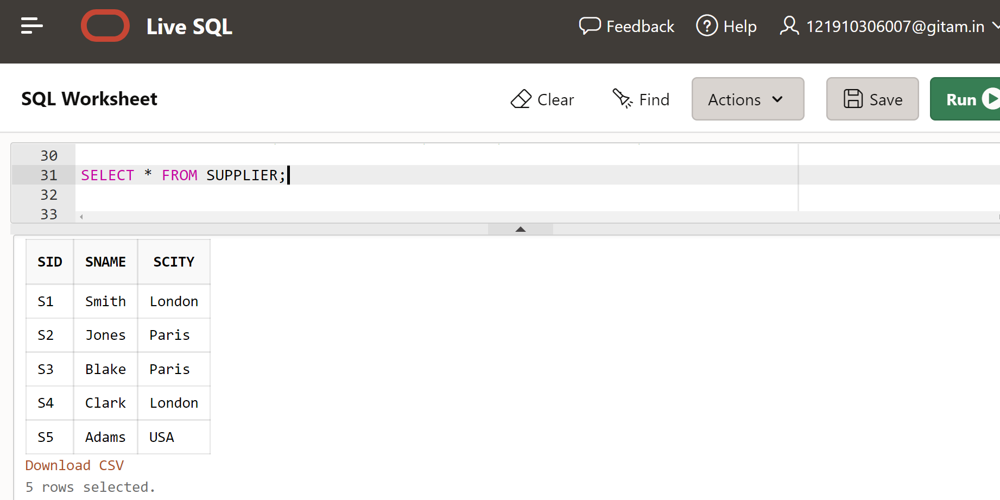 Live SQL Feedback ? Help 121910306007@gitam.in
SQL Worksheet Clear Find Actions Save Run
30
31 SELECT * FROM SUPPLIER;
32
33
SID SNAME SCITY
S1 Smith London
S2 Jones Paris
S3 Blake Paris
S4 Clark London
S5 Adams USA
Download CSV
5 rows selected.